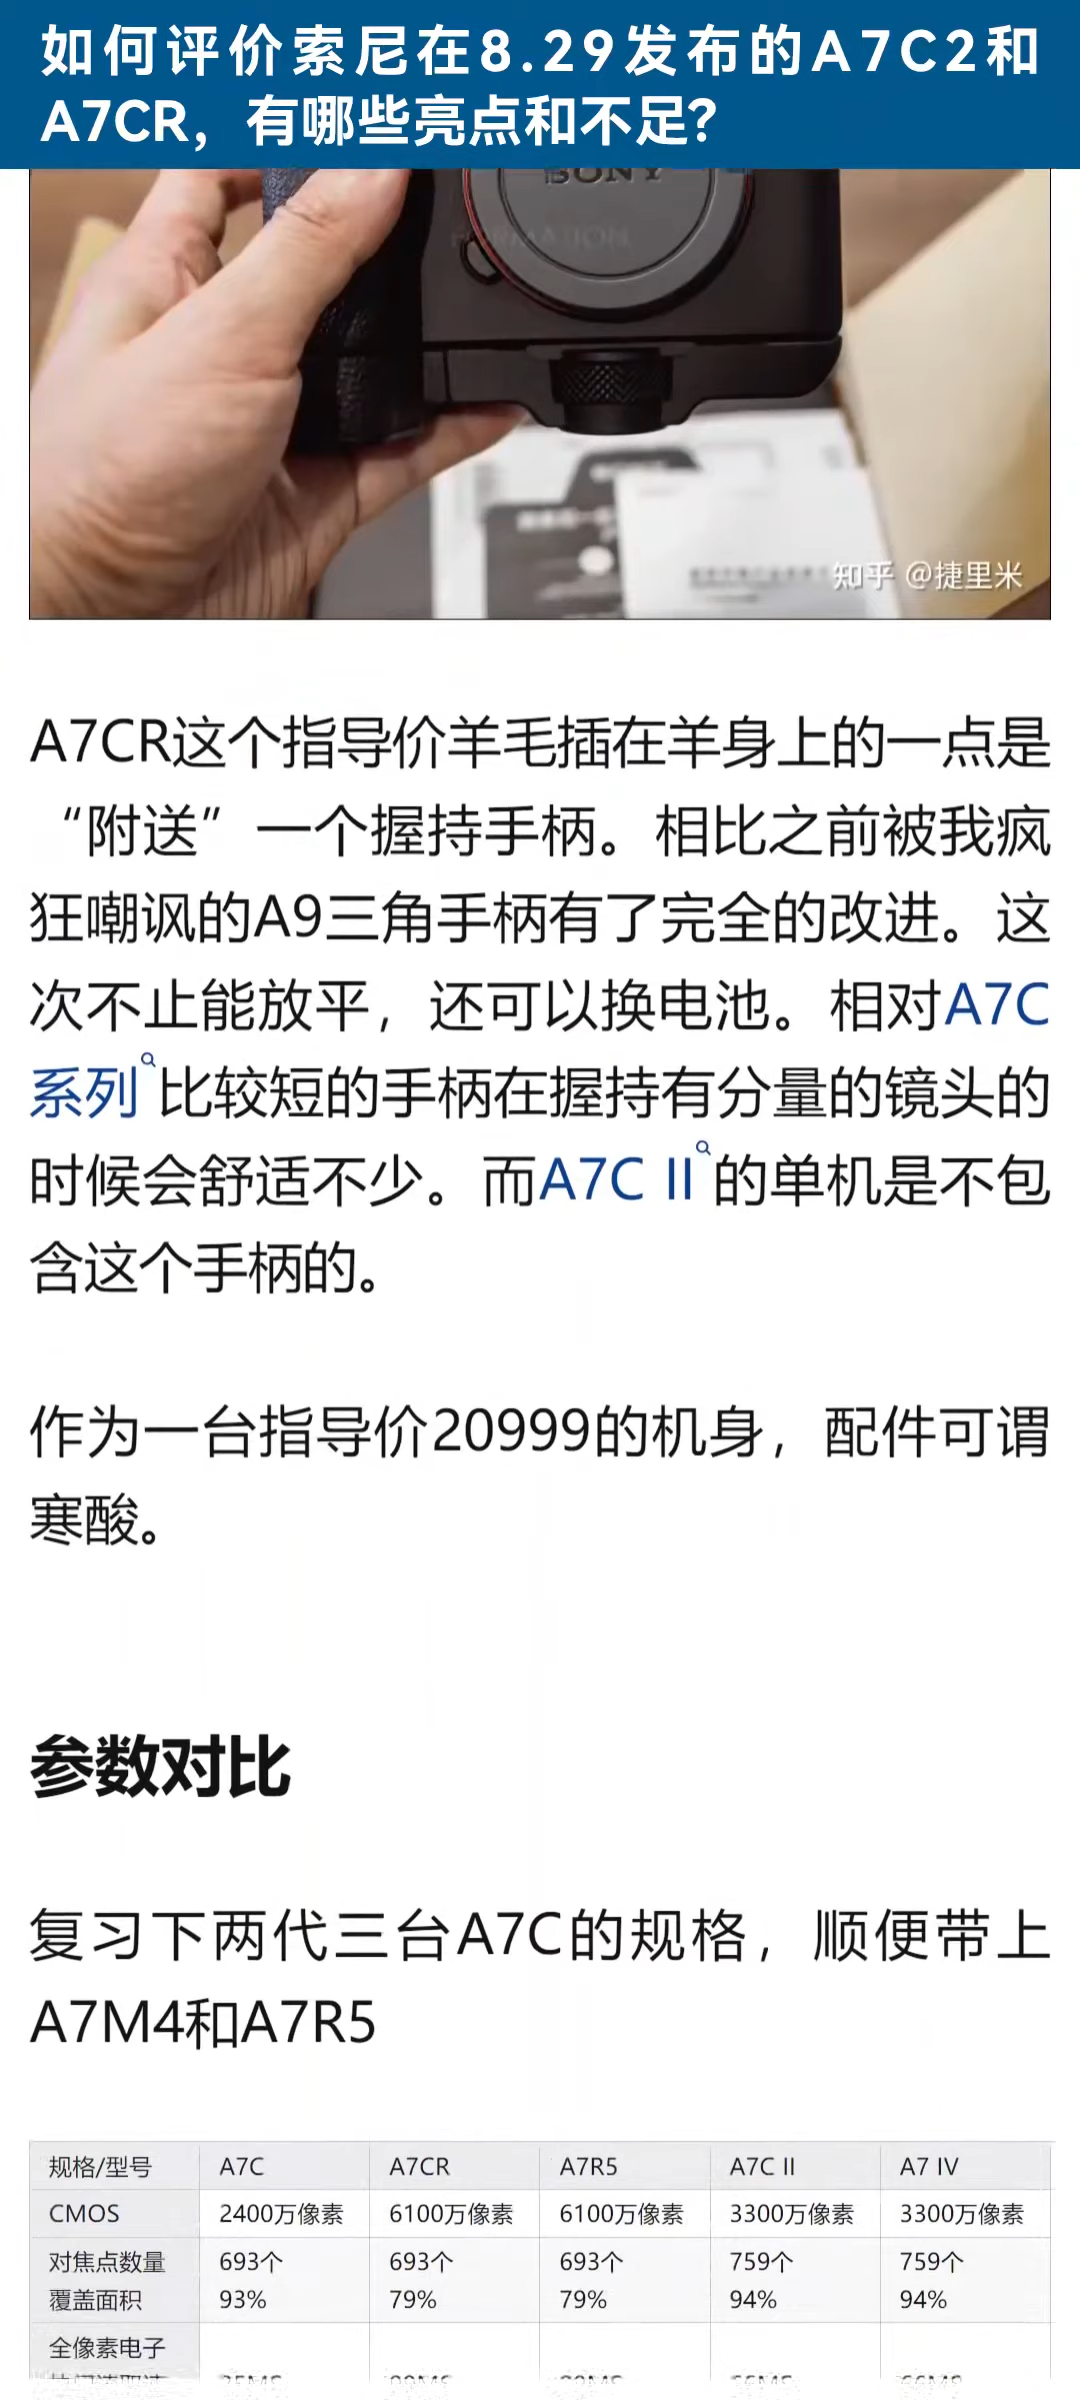 如何评价索尼在8.29发布的A7C2和
A7CR，有哪些亮点和不足？
SONY
知乎 @捷里米
A7CR这个指导价羊毛插在羊身上的一点是
“附送”一个握持手柄。相比之前被我疯
狂嘲讽的A9三角手柄有了完全的改进。这
次不止能放平，还可以换电池。相对A7C
系列比较短的手柄在握持有分量的镜头的
时候会舒适不少。而A7C II的单机是不包
含这个手柄的。
作为一台指导价20999的机身，配件可谓
寒酸。
参数对比
复习下两代三台A7C的规格，顺便带上
A7M4和A7R5
规格/型号 A7C A7CR A7R5 A7C II A7 IV
CMOS 2400万像素 6100万像素 6100万像素 3300万像素 3300万像素
对焦点数量 693个 693个 693个 759个 759个
覆盖面积 93% 79% 79% 94% 94%
全像素电子